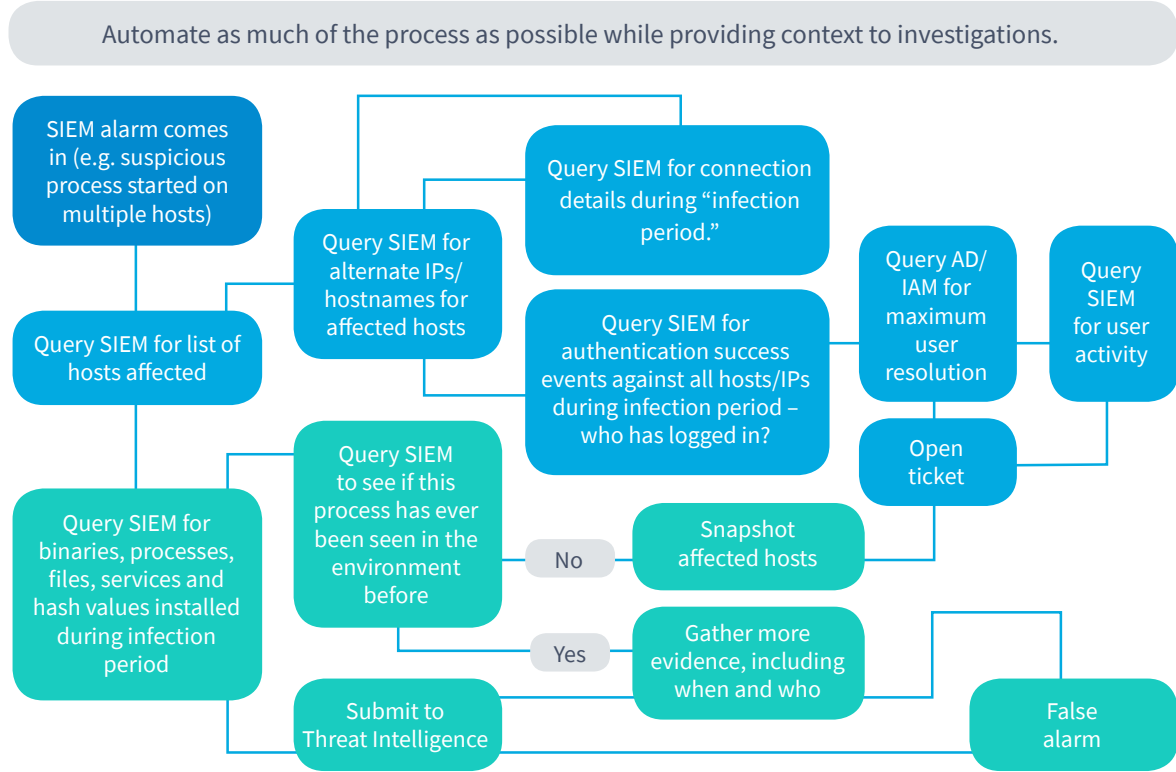 Automate as much of the process as possible while providing context to investigations.
SIEM alarm comes
in (e.g. suspicious
process started on
multiple hosts)
Query SIEM for list of
hosts affected
Query SIEM for
alternate IPs/
hostnames for
affected hosts
Query SIEM for connection
details during “infection
period.”
Query SIEM for
authentication success
events against all hosts/IPs
during infection period –
who has logged in?
Query AD/
IAM for
maximum
user
resolution
Query
SIEM
for user
activity
Open
ticket
Query SIEM for
binaries, processes,
files, services and
hash values installed
during infection
period
Query SIEM
to see if this
process has ever
been seen in the
environment
before
No
Snapshot
affected hosts
Yes
Gather more
evidence, including
when and who
Submit to
Threat Intelligence
False
alarm